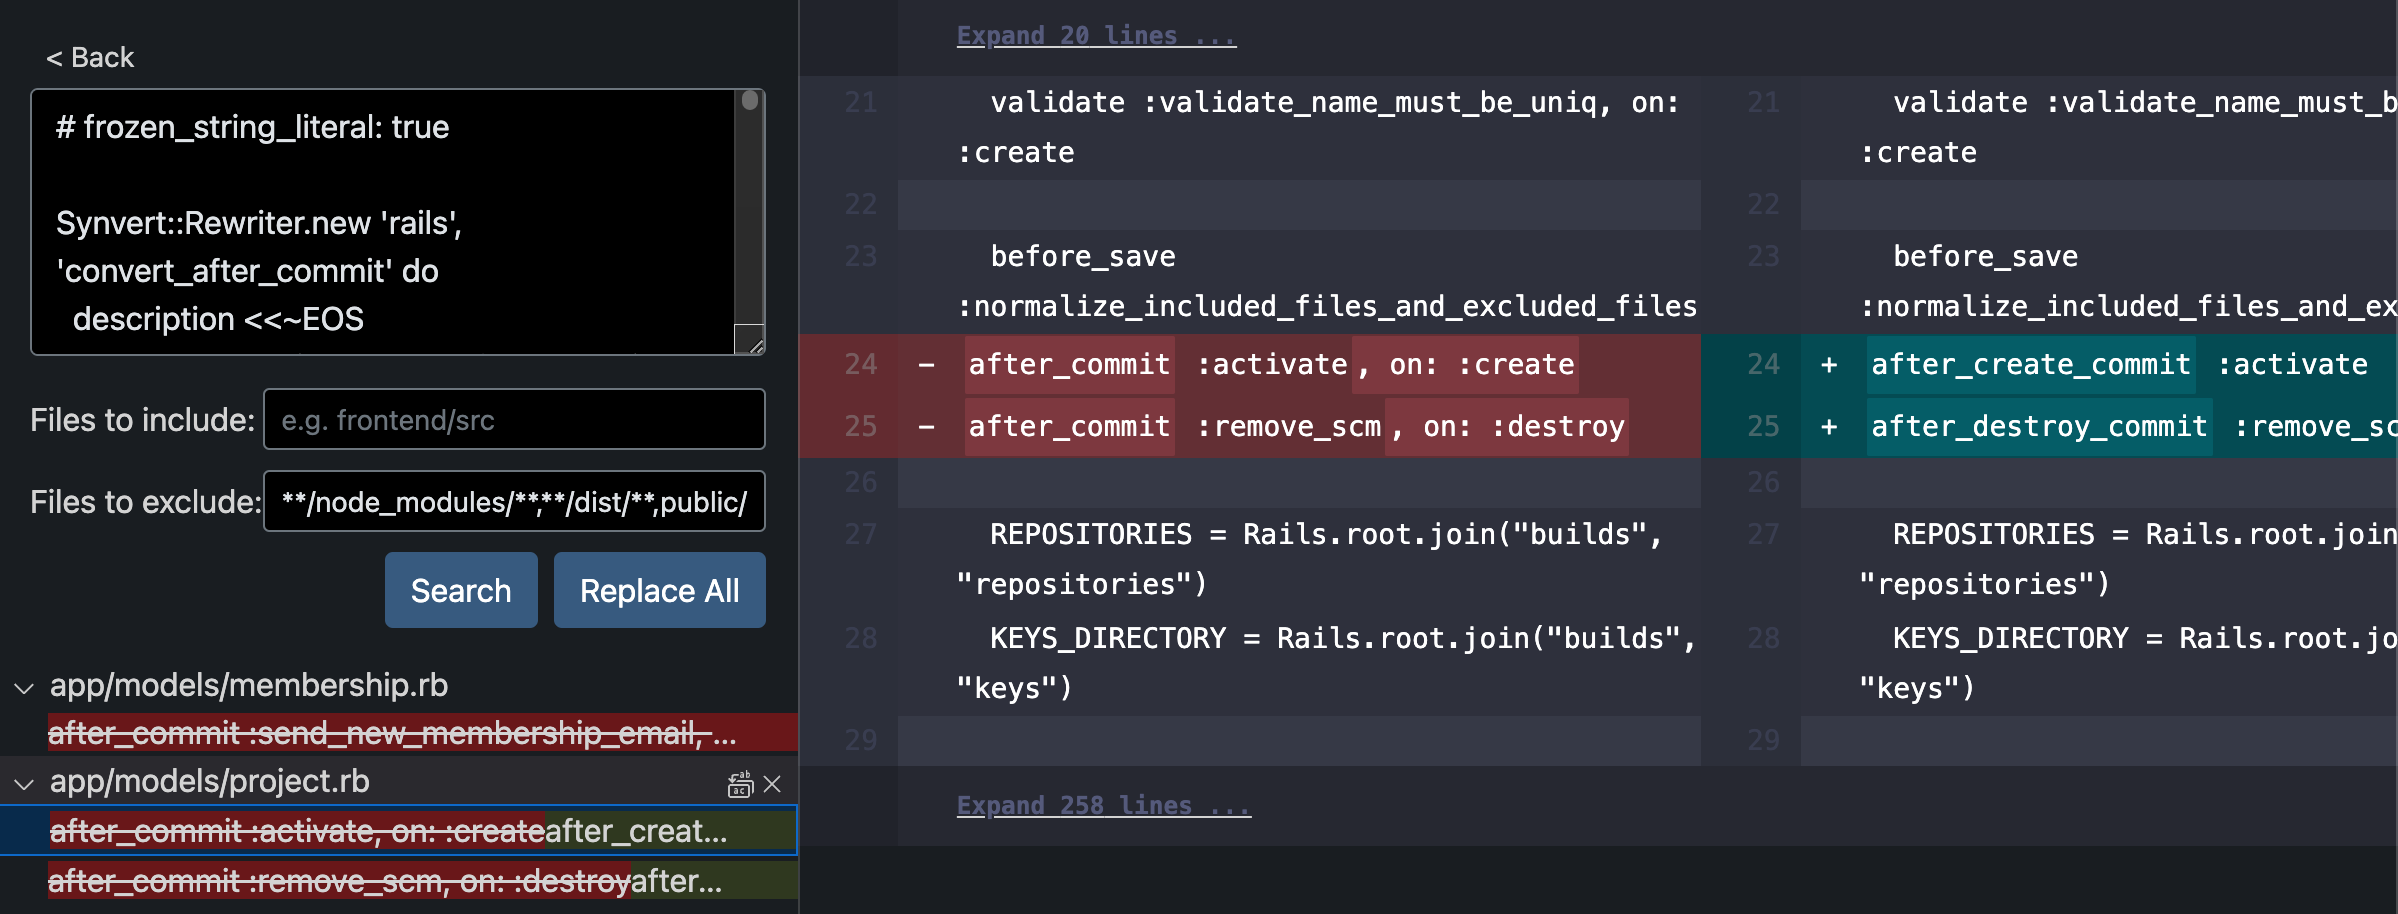 < Back
# frozen_string_literal: true
Synvert::Rewriter.new 'rails',
'convert_after_commit' do
description <<~EOS
Files to include:
e.g. frontend/src
Files to exclude:
**/node_modules/**,**/dist/**,public/
Search
Replace All
app/models/membership.rb
after_commit :send_new_membership_email, ...
app/models/project.rb
after_commit :activate, on: :createafter_creat...
after_commit :remove_scm, on: :destroyafter...
Expand 20 lines ...
21 validate :validate_name_must_be_uniq, on:
:create
22
23 before_save
:normalize_included_files_and_excluded_files
24 - after_commit :activate, on: :create
25 - after_commit :remove_scm, on: :destroy
26
27 REPOSITORIES = Rails.root.join("builds",
"repositories")
28 KEYS_DIRECTORY = Rails.root.join("builds",
"keys")
29
Expand 258 lines ...
21 validate :validate_name_must_b
:create
22
23 before_save
:normalize_included_files_and_ex
24 + after_create_commit :activate
25 + after_destroy_commit :remove_sc
26
27 REPOSITORIES = Rails.root.join
"repositories")
28 KEYS_DIRECTORY = Rails.root.jo
"keys")
29